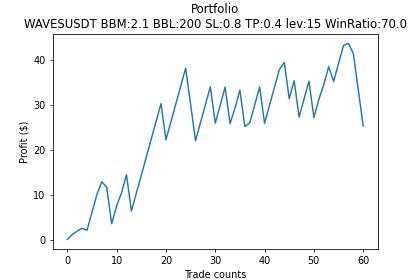 Portfolio
WAVESUSDT BBM:2.1 BBL:200 SL:0.8 TP:0.4 lev:15 WinRatio:70.0
40
30
20
10
0
Profit ($)
0 10 20 30 40 50 60
Trade counts